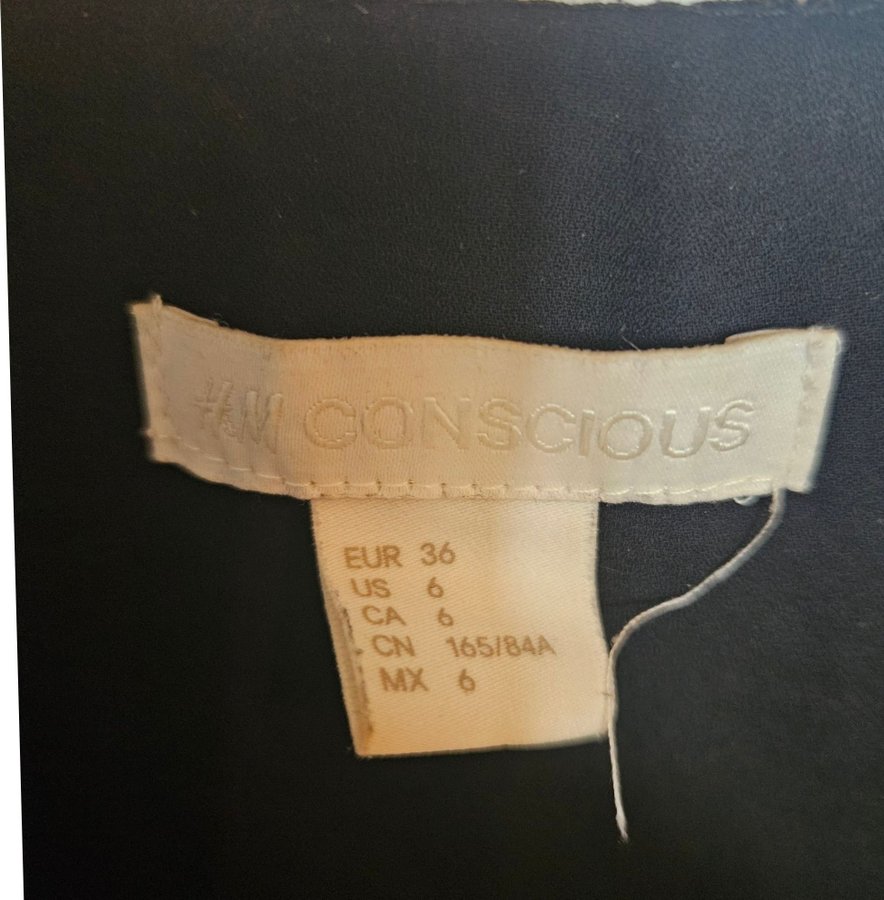 H&M CONSCIOUS
EUR 36
US 6
CA 6
CN 165/84A
MX 6